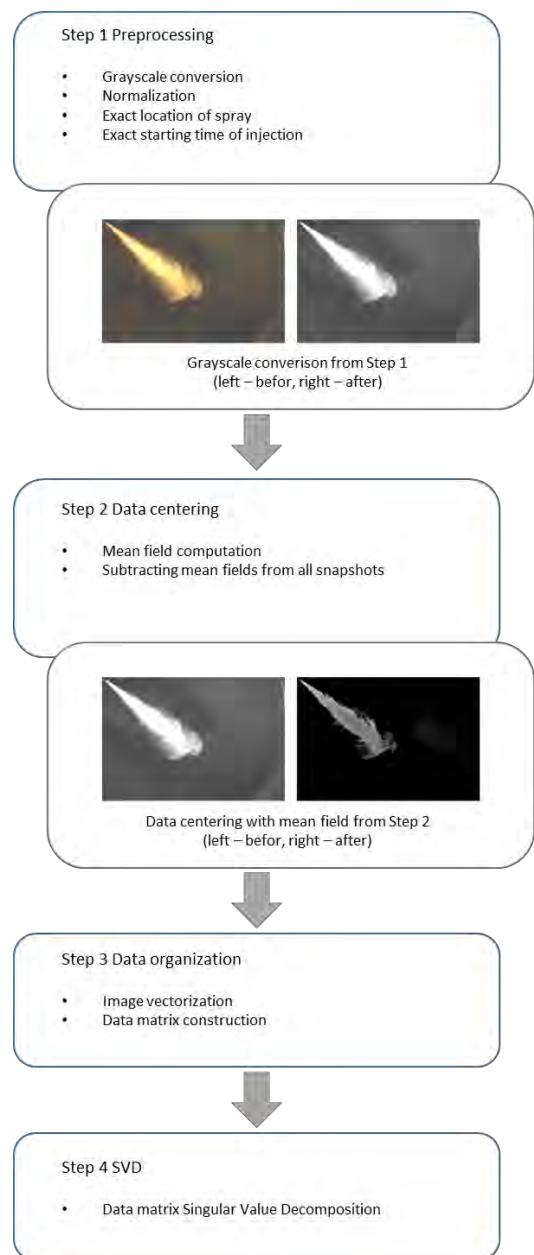 Step 1 Preprocessing
• Grayscale conversion
• Normalization
• Exact location of spray
• Exact starting time of injection
Grayscale converison from Step 1
(left – befor, right – after)
Step 2 Data centering
• Mean field computation
• Subtracting mean fields from all snapshots
Data centering with mean field from Step 2
(left – befor, right – after)
Step 3 Data organization
• Image vectorization
• Data matrix construction
Step 4 SVD
• Data matrix Singular Value Decomposition